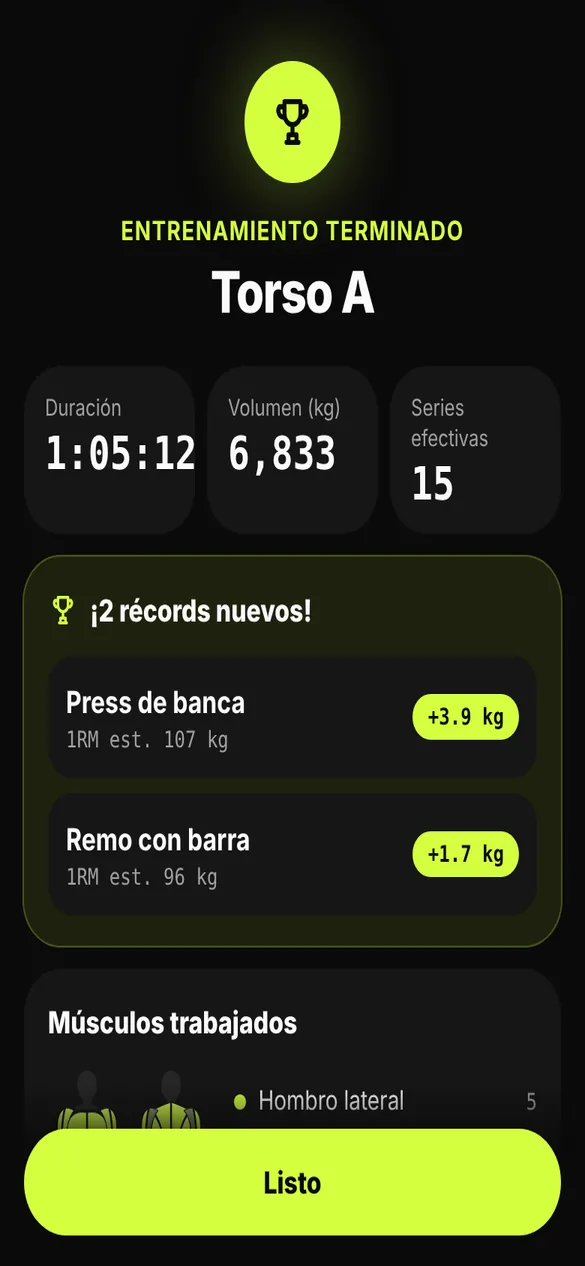 ENTRENAMIENTO TERMINADO
Torso A
Duración
1:05:12
Volumen (kg)
6,833
Series
efectivas
15
¡2 récords nuevos!
Press de banca
1RM est. 107 kg
+3.9 kg
Remo con barra
1RM est. 96 kg
+1.7 kg
Músculos trabajados
Hombro lateral
5
Listo